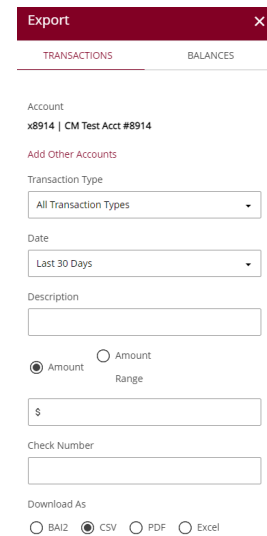 Export
TRANSACTIONS BALANCES
Account
x8914 | CM Test Acct #8914
Add Other Accounts
Transaction Type
All Transaction Types
Date
Last 30 Days
Description
Amount
Amount
Range
$
Check Number
Download As
BAI2 CSV PDF Excel